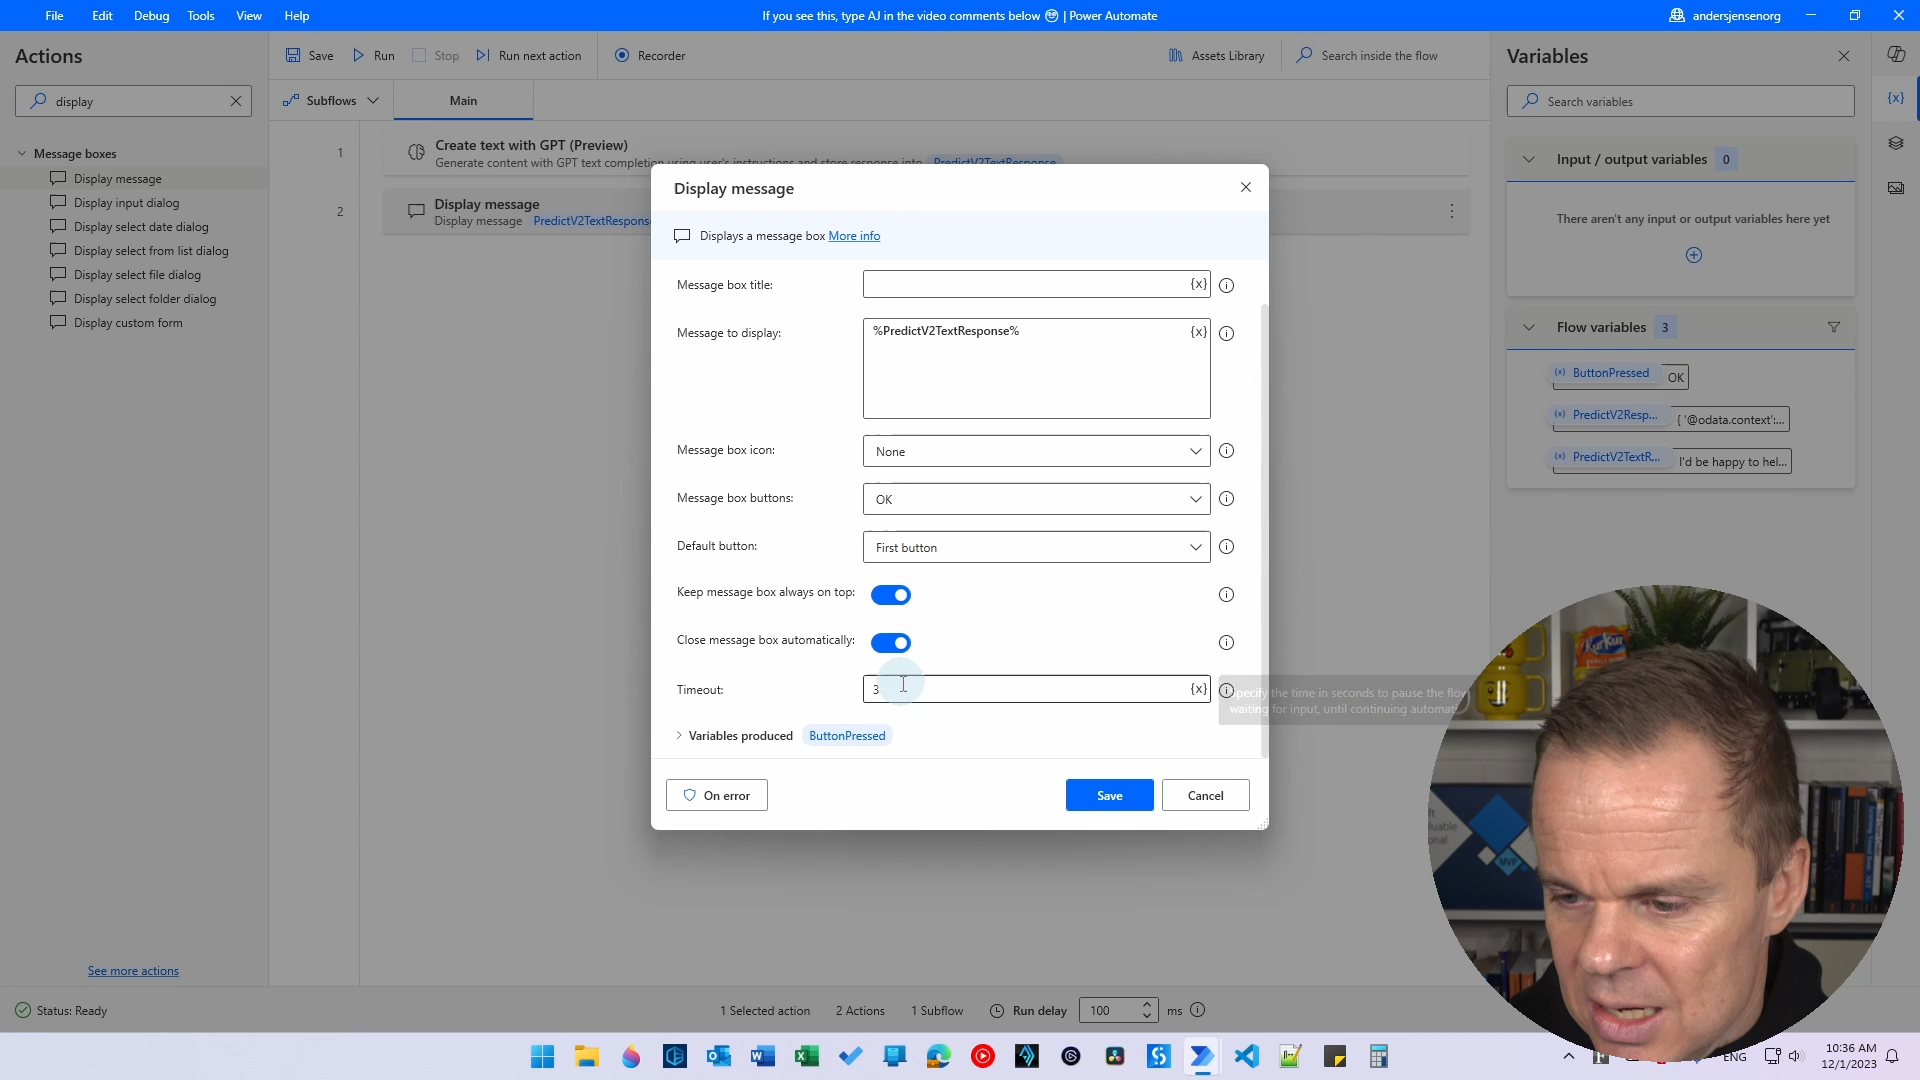 File Edit Debug Tools View Help
If you see this, type AJ in the video comments below 🤓 | Power Automate
andersjensenorg
Actions
display
Message boxes
Display message
Display input dialog
Display select date dialog
Display select from list dialog
Display select file dialog
Display select folder dialog
Display custom form
See more actions
Save Run Stop Run next action Recorder Assets Library Search inside the flow
Subflows Main
1
Create text with GPT (Preview)
Generate content with GPT text completion using user's instructions and store response into PredictV2TextResponse
2
Display message
Display message PredictV2TextResponse
Display message
Displays a message box More info
Message box title: {x}
Message to display: %PredictV2TextResponse% {x}
Message box icon: None
Message box buttons: OK
Default button: First button
Keep message box always on top:
Close message box automatically:
Timeout: 3 {x}
Specify the time in seconds to pause the flow
waiting for input, until continuing automat
Variables produced ButtonPressed
On error Save Cancel
Variables
Search variables
Input / output variables 0
There aren't any input or output variables here yet
Flow variables 3
(x) ButtonPressed OK
(x) PredictV2Resp... { '@odata.context':...
(x) PredictV2TextR... I'd be happy to hel...
{x}
KurKur
MVP
Status: Ready 1 Selected action 2 Actions 1 Subflow Run delay 100 ms
ENG
10:36 AM
12/1/2023